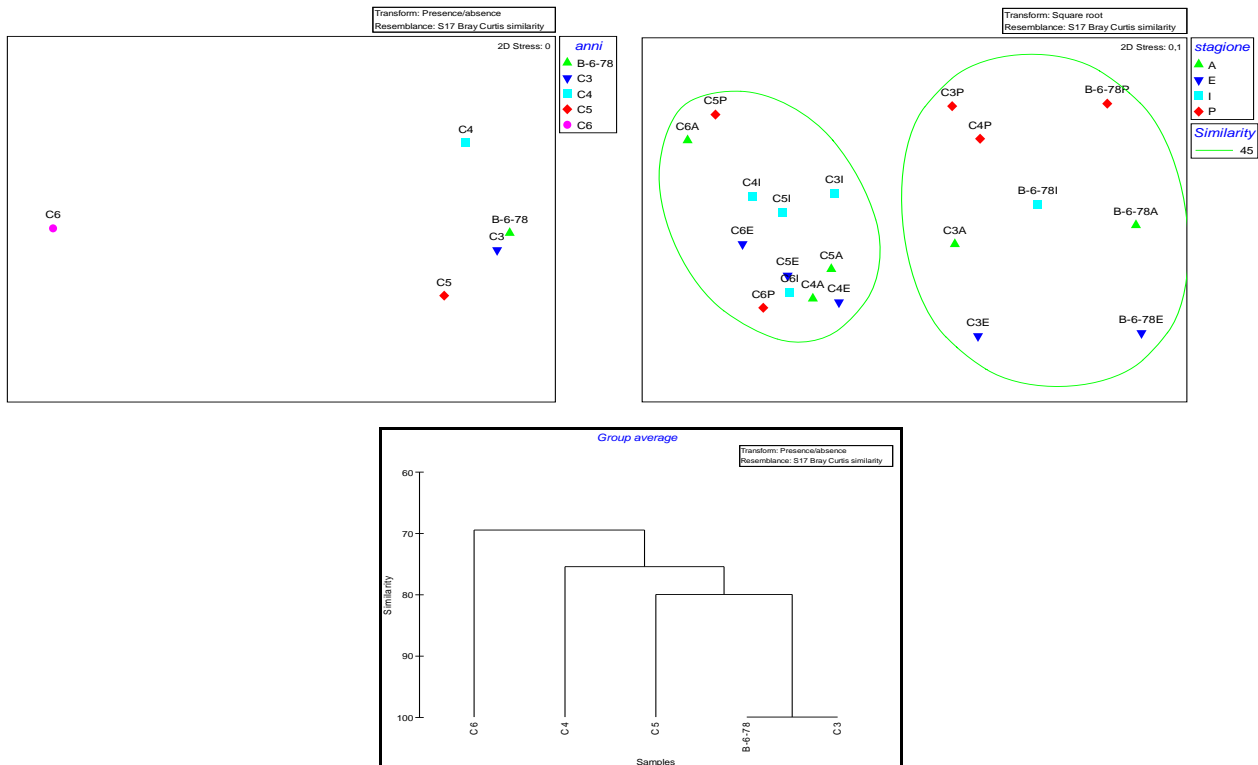 Transform: Presence/absence
Resemblance: S17 Bray Curtis similarity
2D Stress: 0
anni
B-6-78
C3
C4
C5
C6
C4
C6
B-6-78
C3
C5
Transform: Square root
Resemblance: S17 Bray Curtis similarity
2D Stress: 0,1
stagione
A
E
I
P
Similarity
45
C5P
C6A
C3P
B-6-78P
C4P
C4I
C5I
C3I
B-6-78I
B-6-78A
C6E
C3A
C5E
C5A
C6I
C4A
C4E
C6P
C3E
B-6-78E
Group average
Transform: Presence/absence
Resemblance: S17 Bray Curtis similarity
60
70
80
90
100
Similarity
C6
C4
C5
B-6-78
C3
Samples